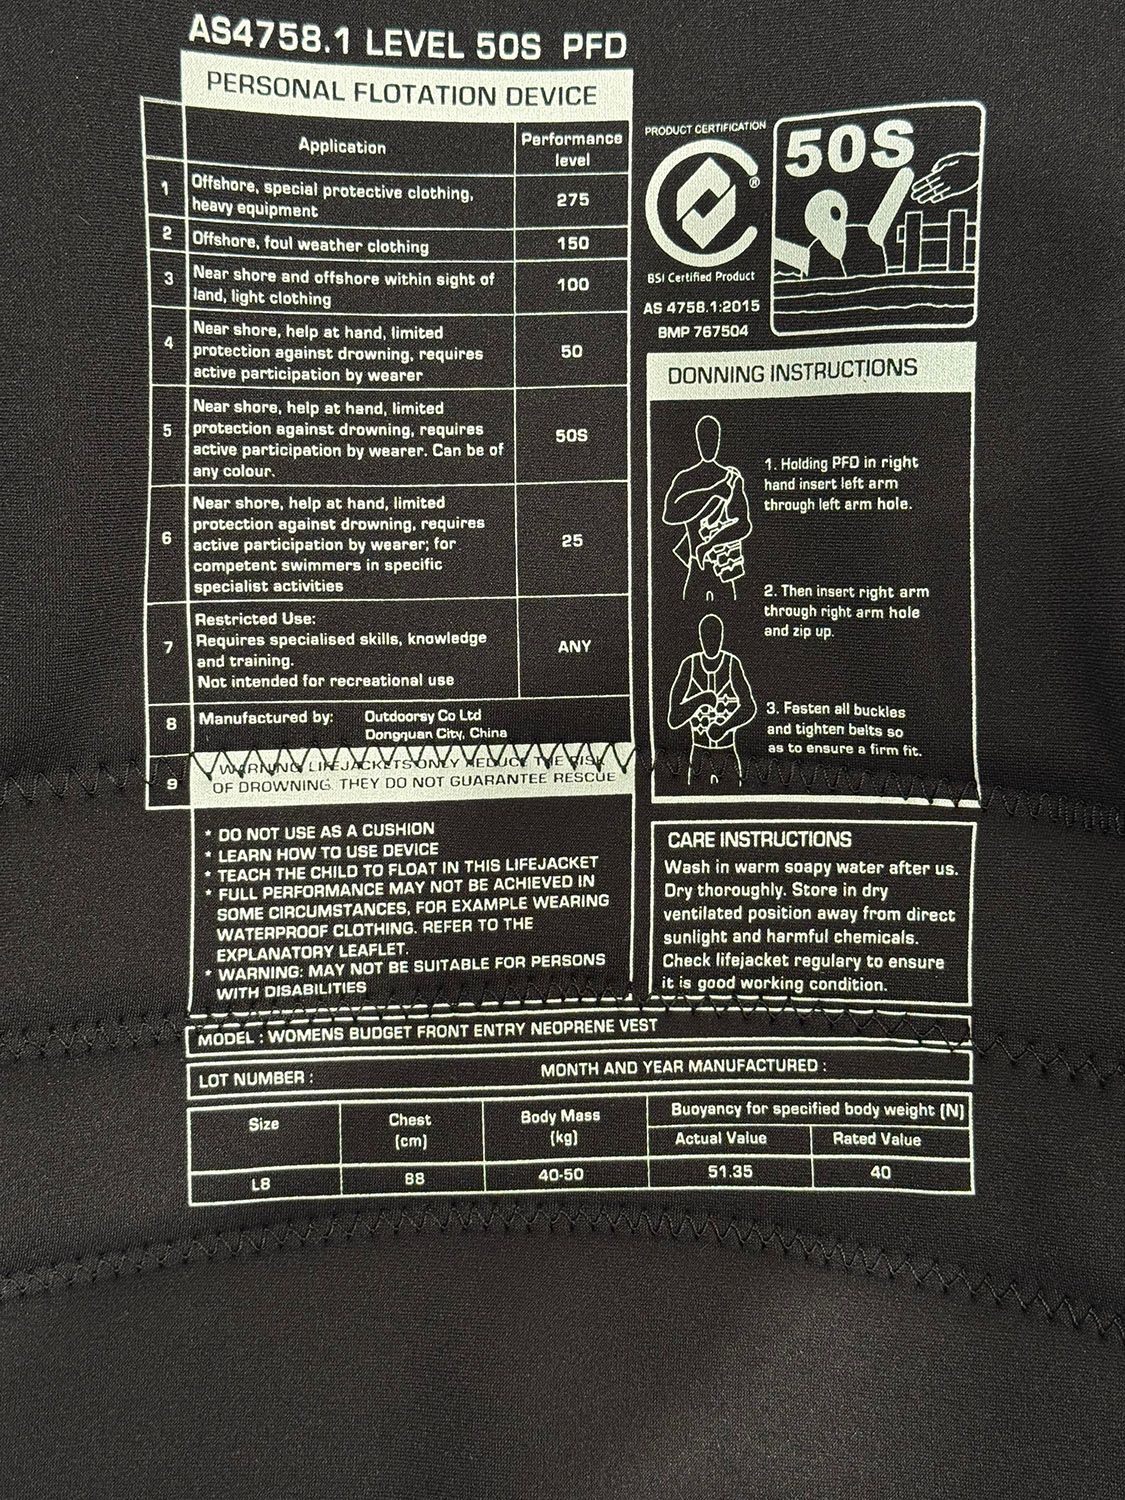 AS4758.1 LEVEL 50S PFD
PERSONAL FLOTATION DEVICE
Application
Performance
level
1
Offshore, special protective clothing,
heavy equipment
275
2
Offshore, foul weather clothing
150
3
Near shore and offshore within sight of
land, light clothing
100
4
Near shore, help at hand, limited
protection against drowning, requires
active participation by wearer
50
5
Near shore, help at hand, limited
protection against drowning, requires
active participation by wearer. Can be of
any colour.
50S
6
Near shore, help at hand, limited
protection against drowning, requires
active participation by wearer; for
competent swimmers in specific
specialist activities
25
7
Restricted Use:
Requires specialised skills, knowledge
and training.
Not intended for recreational use
ANY
8
Manufactured by: Outdoorsy Co Ltd
Dongquan City, China
9
WARNING LIFEJACKETS ONLY REDUCE THE RISK
OF DROWNING. THEY DO NOT GUARANTEE RESCUE
* DO NOT USE AS A CUSHION
* LEARN HOW TO USE DEVICE
* TEACH THE CHILD TO FLOAT IN THIS LIFEJACKET
* FULL PERFORMANCE MAY NOT BE ACHIEVED IN
SOME CIRCUMSTANCES, FOR EXAMPLE WEARING
WATERPROOF CLOTHING. REFER TO THE
EXPLANATORY LEAFLET.
* WARNING: MAY NOT BE SUITABLE FOR PERSONS
WITH DISABILITIES
PRODUCT CERTIFICATION
®
BSI Certified Product
AS 4758.1:2015
BMP 767504
50S
DONNING INSTRUCTIONS
1. Holding PFD in right
hand insert left arm
through left arm hole.
2. Then insert right arm
through right arm hole
and zip up.
3. Fasten all buckles
and tighten belts so
as to ensure a firm fit.
CARE INSTRUCTIONS
Wash in warm soapy water after us.
Dry thoroughly. Store in dry
ventilated position away from direct
sunlight and harmful chemicals.
Check lifejacket regulary to ensure
it is good working condition.
MODEL : WOMENS BUDGET FRONT ENTRY NEOPRENE VEST
LOT NUMBER : MONTH AND YEAR MANUFACTURED :
Size
Chest
(cm)
Body Mass
(kg)
Buoyancy for specified body weight (N)
Actual Value
Rated Value
L8
88
40-50
51.35
40